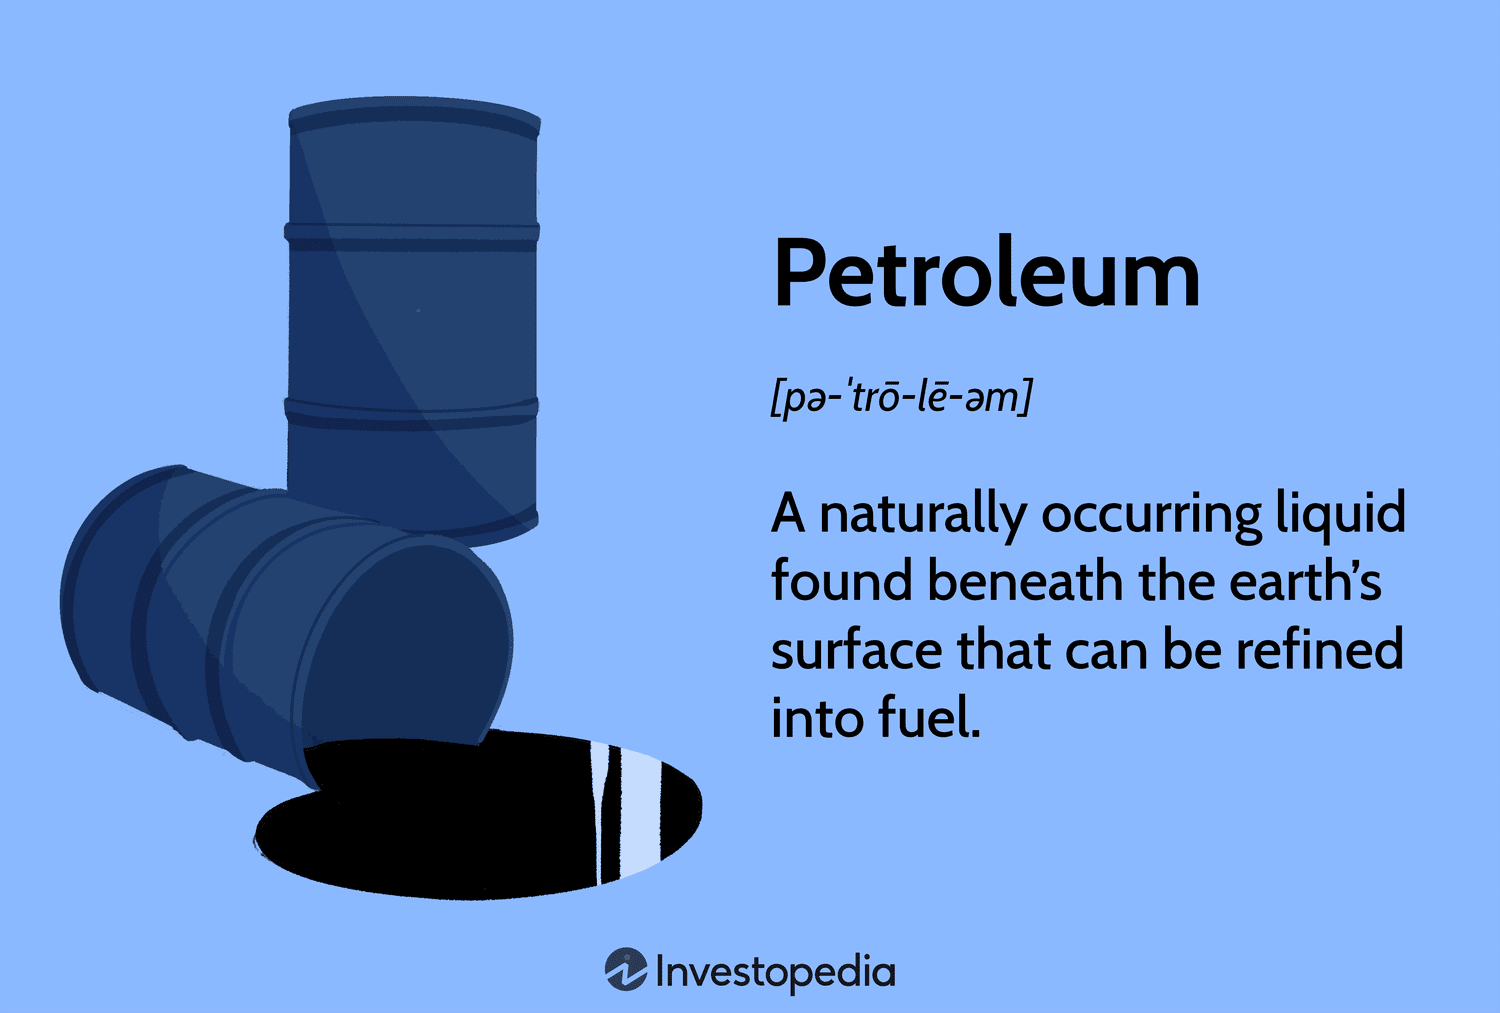 Petroleum
[pə-ˈtrō-lē-əm]
A naturally occurring liquid
found beneath the earth’s
surface that can be refined
into fuel.
Investopedia